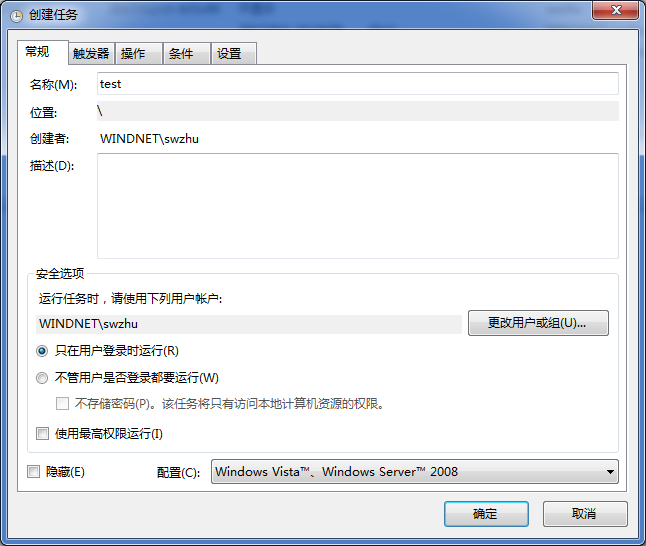 创建任务
常规 触发器 操作 条件 设置
名称(M): test
位置: \
创建者: WINDNET\swzhu
描述(D):
安全选项
运行任务时，请使用下列用户帐户:
WINDNET\swzhu 更改用户或组(U)...
只在用户登录时运行(R)
不管用户是否登录都要运行(W)
不存储密码(P)。该任务将只有访问本地计算机资源的权限。
使用最高权限运行(I)
隐藏(E) 配置(C): Windows Vista™、Windows Server™ 2008
确定 取消